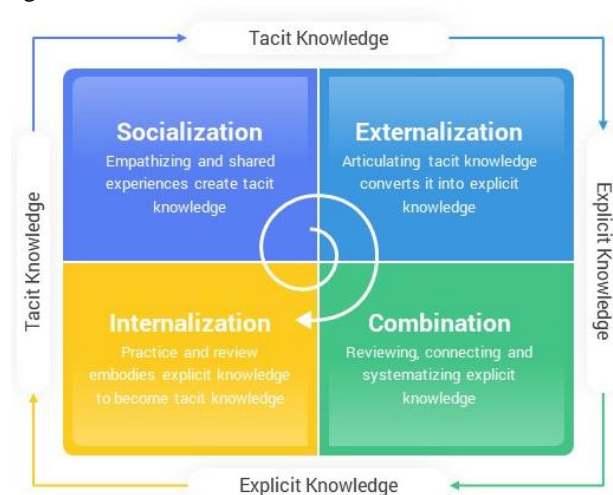 Tacit Knowledge
Socialization
Empathizing and shared
experiences create tacit
knowledge
Externalization
Articulating tacit knowledge
converts it into explicit
knowledge
Tacit Knowledge
Explicit Knowledge
Internalization
Practice and review
embodies explicit knowledge
to become tacit knowledge
Combination
Reviewing, connecting and
systematizing explicit
knowledge
Explicit Knowledge